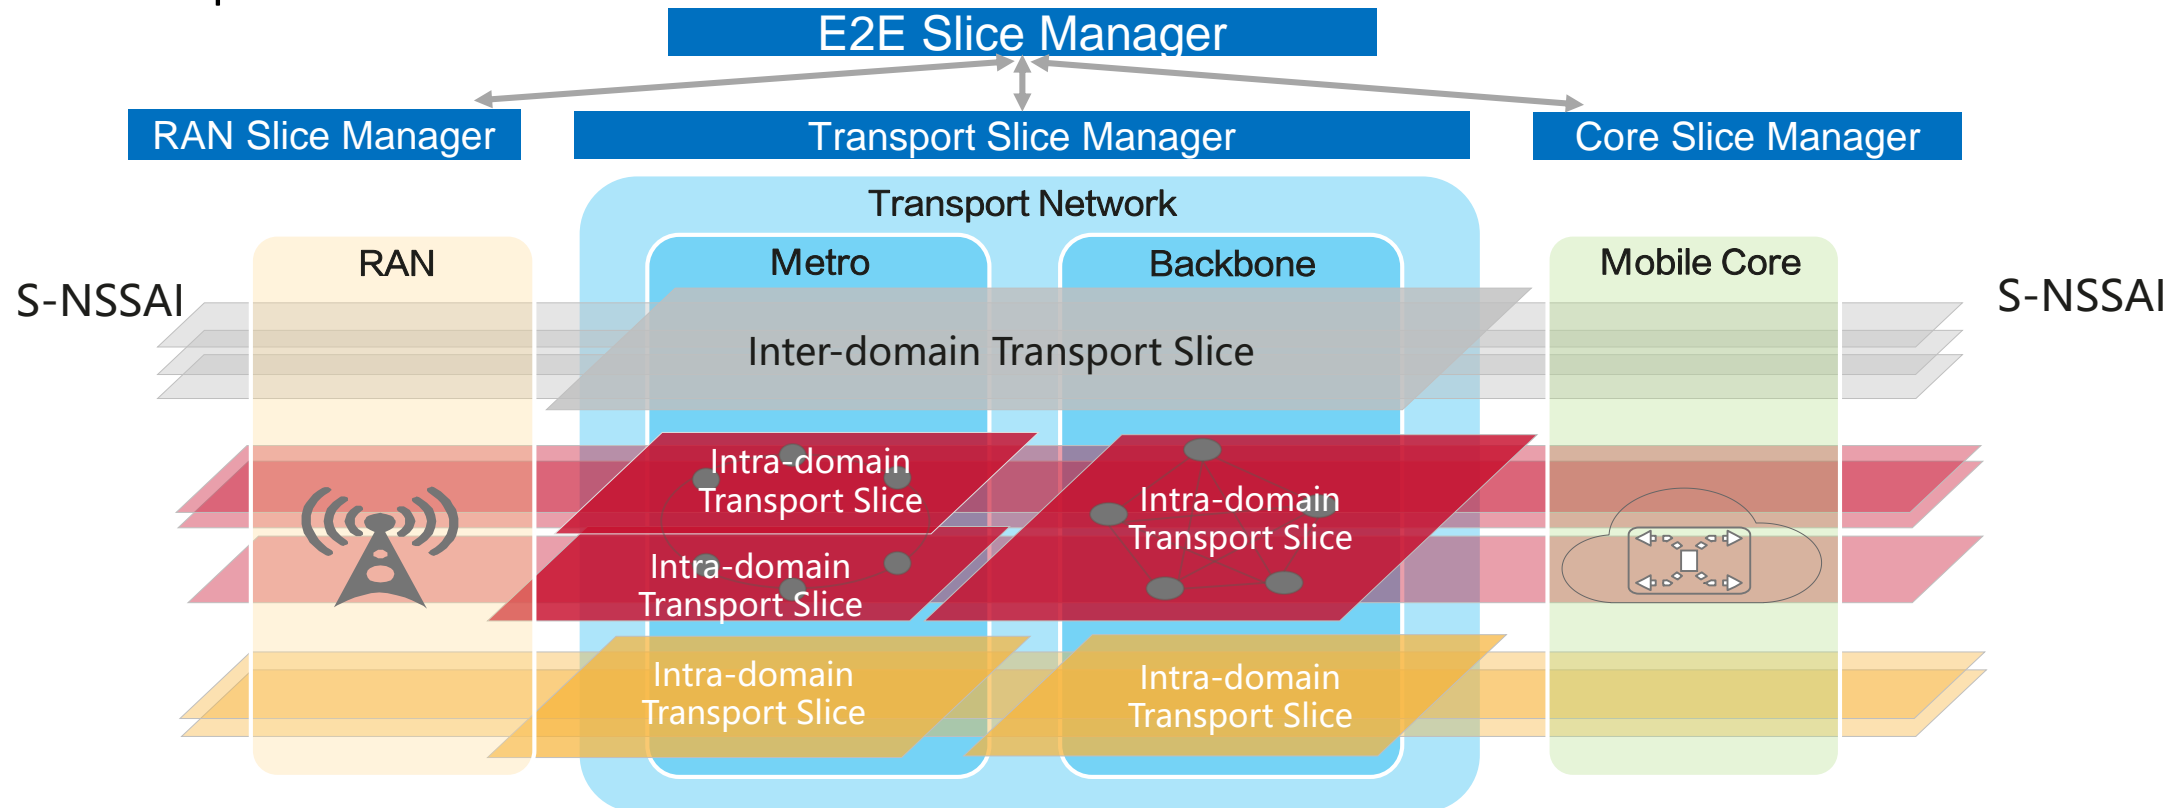 E2E Slice Manager
RAN Slice Manager
Transport Slice Manager
Core Slice Manager
Transport Network
RAN
Metro
Backbone
Mobile Core
S-NSSAI
S-NSSAI
Inter-domain Transport Slice
Intra-domain
Transport Slice
Intra-domain
Transport Slice
Intra-domain
Transport Slice
Intra-domain
Transport Slice
Intra-domain
Transport Slice